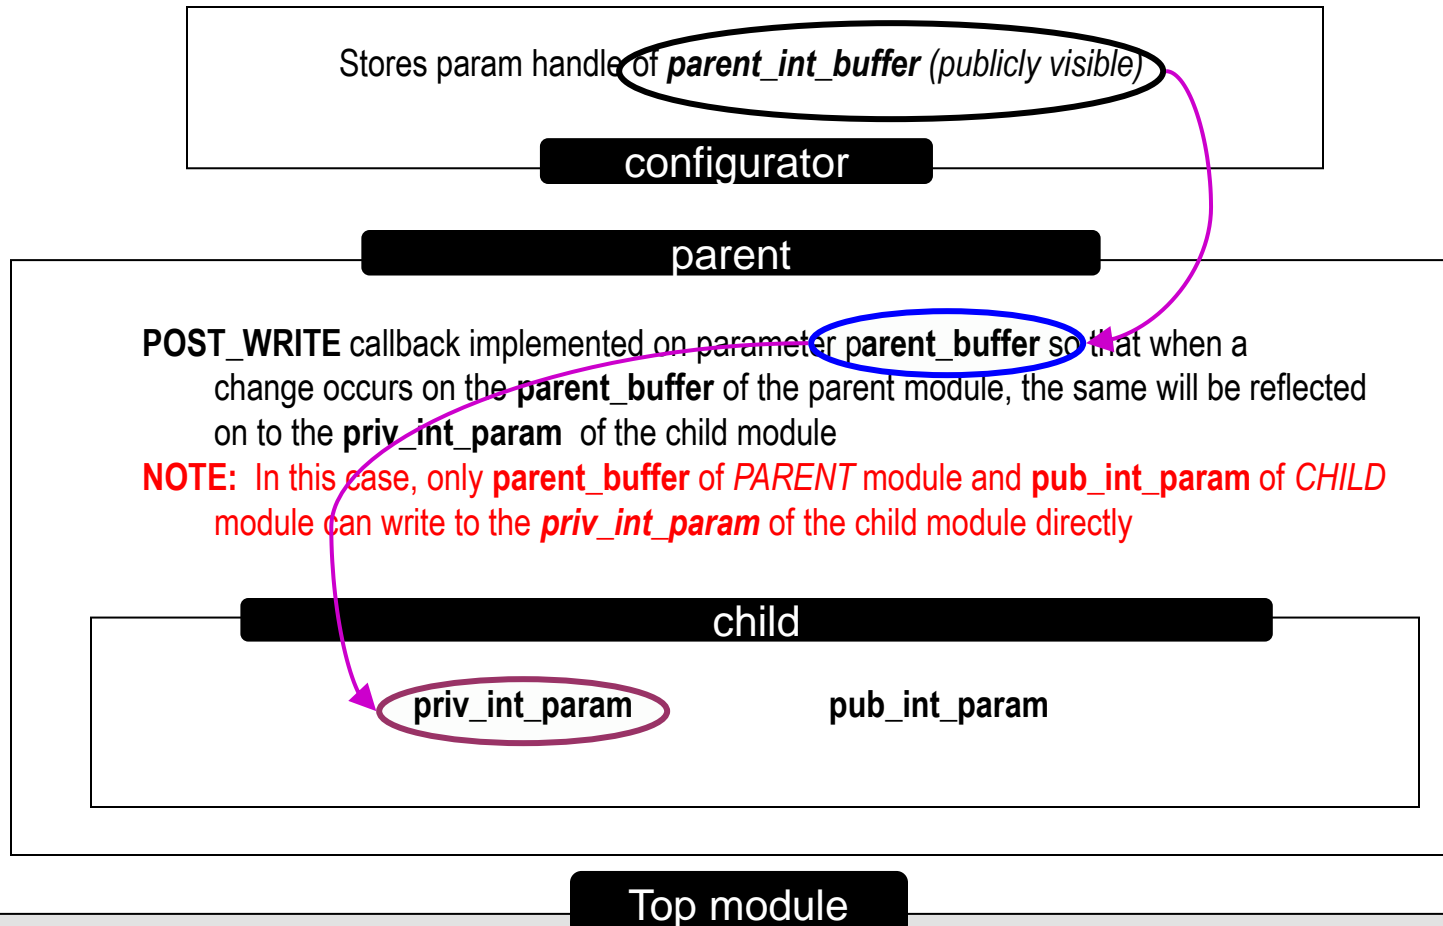 Stores param handle of parent_int_buffer (publicly visible)
configurator
parent
POST_WRITE callback implemented on parameter parent_buffer so that when a
change occurs on the parent_buffer of the parent module, the same will be reflected
on to the priv_int_param of the child module
NOTE: In this case, only parent_buffer of PARENT module and pub_int_param of CHILD
module can write to the priv_int_param of the child module directly
child
priv_int_param pub_int_param
Top module